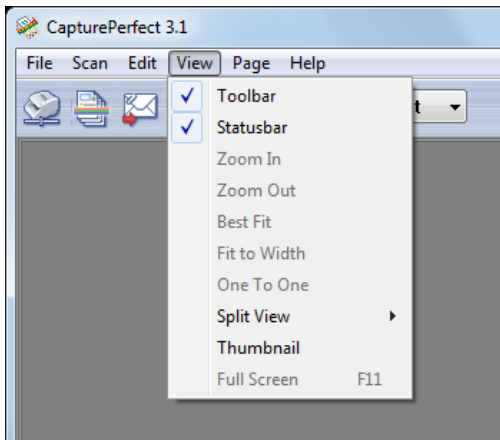 CapturePerfect 3.1
File Scan Edit View Page Help
Toolbar
Statusbar
Zoom In
Zoom Out
Best Fit
Fit to Width
One To One
Split View
Thumbnail
Full Screen F11